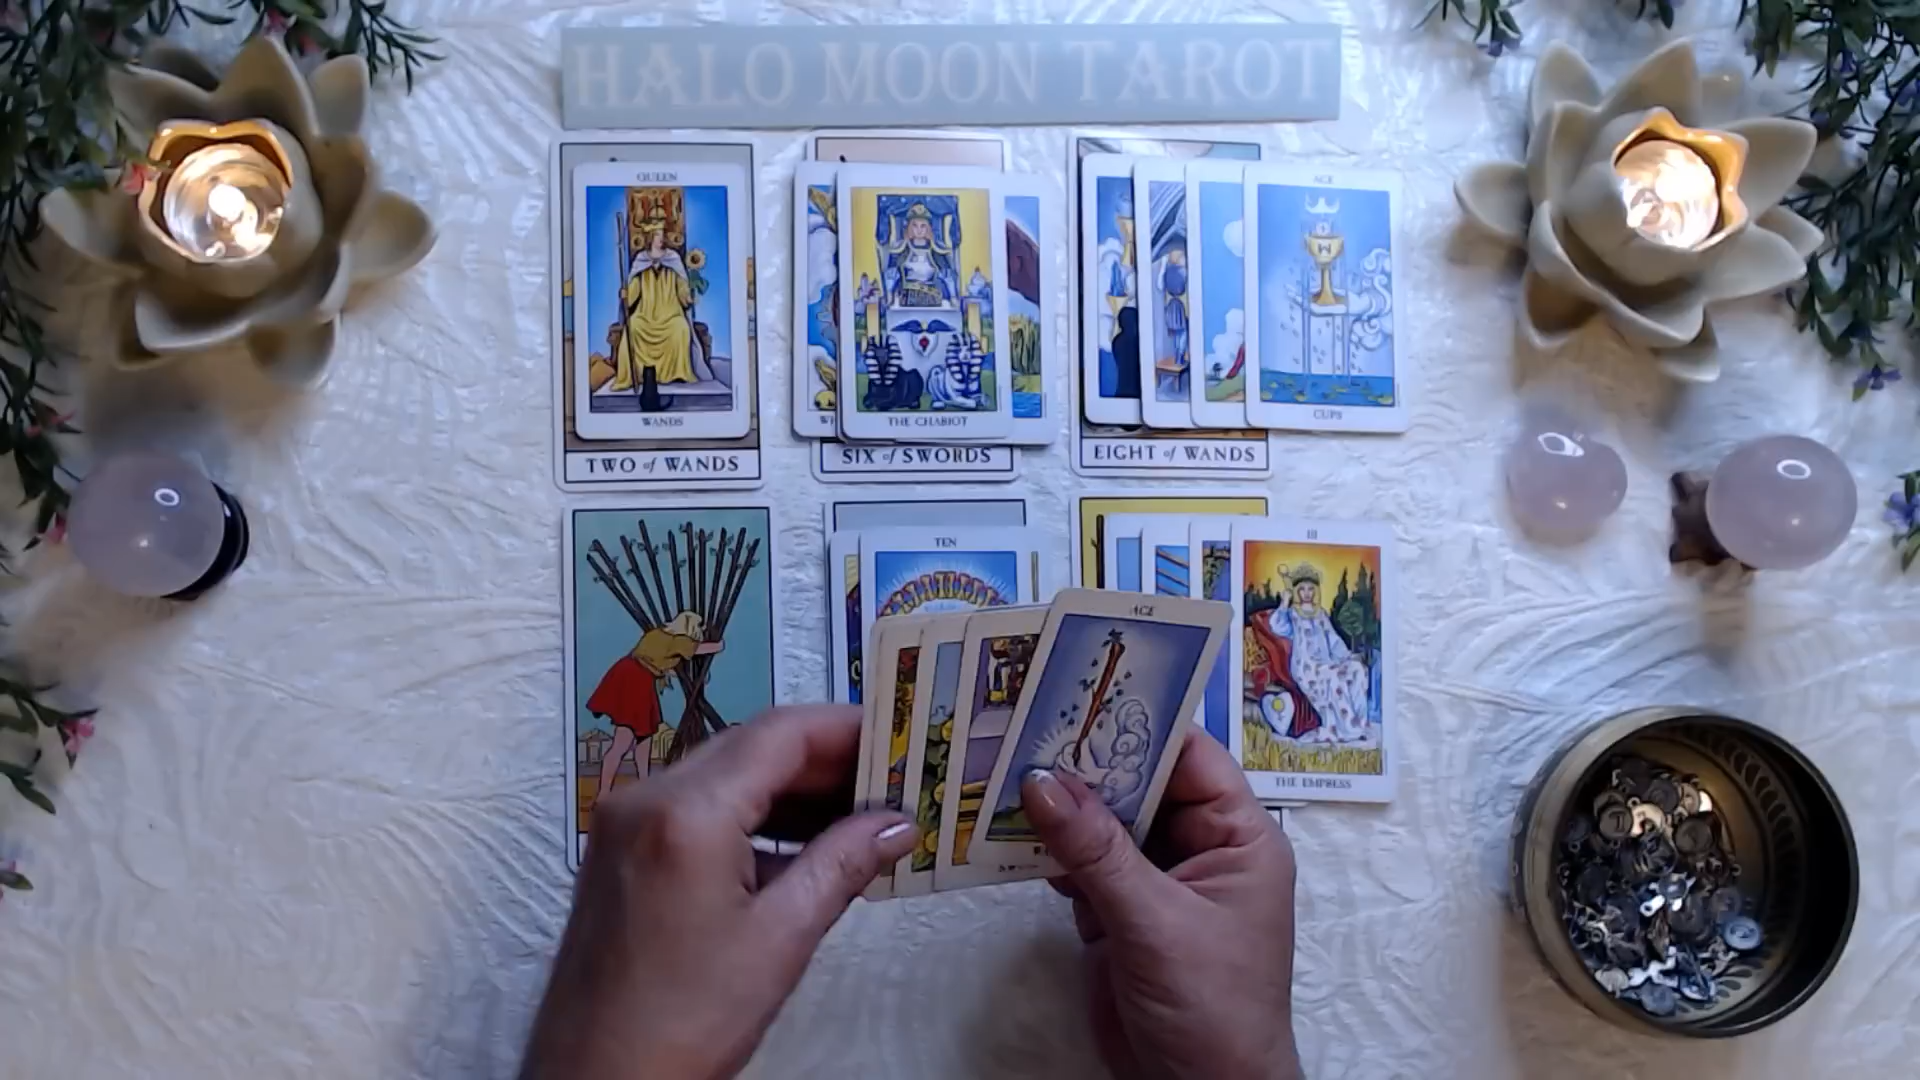 HALO MOON TAROT
QUEEN
WANDS
TWO of WANDS
VII
THE CHARIOT
SIX of SWORDS
ACE
CUPS
EIGHT of WANDS
TEN
ACE
III
THE EMPRESS